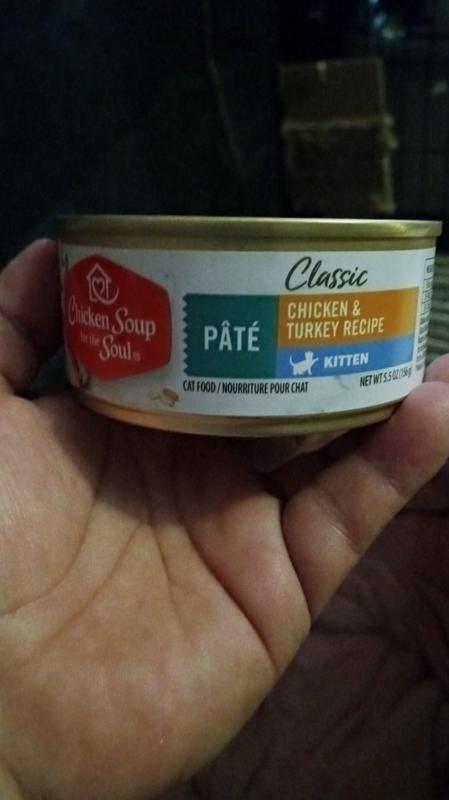 Chicken Soup
for the
Soul®
Classic
PÂTÉ
CHICKEN &
TURKEY RECIPE
KITTEN
CAT FOOD / NOURRITURE POUR CHAT
NET WT 5.5 OZ (156 g)